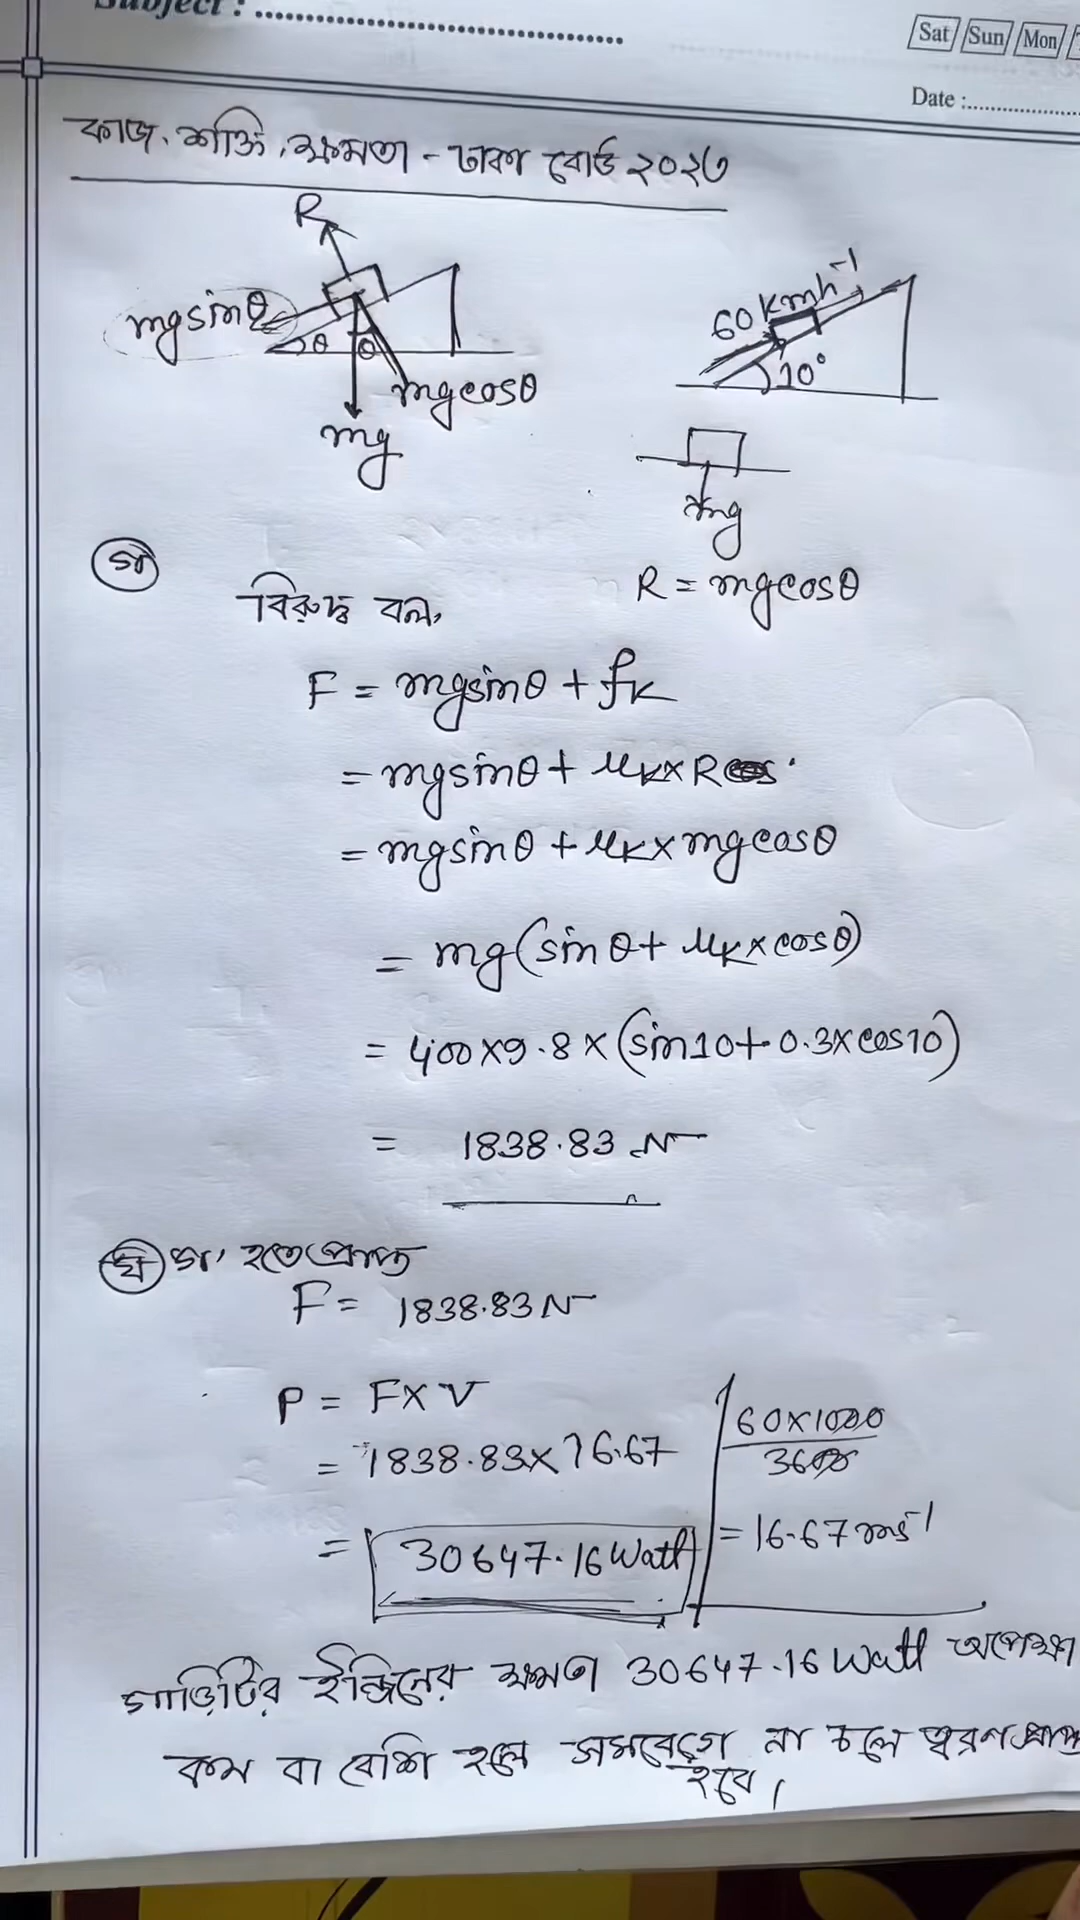 Subject : ........................................
Sat Sun Mon
Date :....................
কাজ, শক্তি, ক্ষমতা - ঢাকা বোর্ড ২০২৩
R
mgsinθ
θ
θ
mgcosθ
mg
60 kmh⁻¹
10°
mg
গ
বিরুদ্ধ বল,
R = mgcosθ
F = mgsinθ + fk
= mgsinθ + μk×R
= mgsinθ + μk×mgcosθ
= mg(sinθ + μk×cosθ)
= 400×9.8×(sin10+0.3×cos10)
= 1838.83 N
ঘ গ' হতে প্রাপ্ত
F = 1838.83 N
P = F×V
= 1838.83×16.67
= 30647.16 Watt
60×1000
3600
= 16.67 ms⁻¹
গাড়িটির ইঞ্জিনের ক্ষমতা 30647.16 Watt অপেক্ষা
কম বা বেশি হলে সমবেগে না চলে ত্বরণ প্রাপ্ত
হবে।